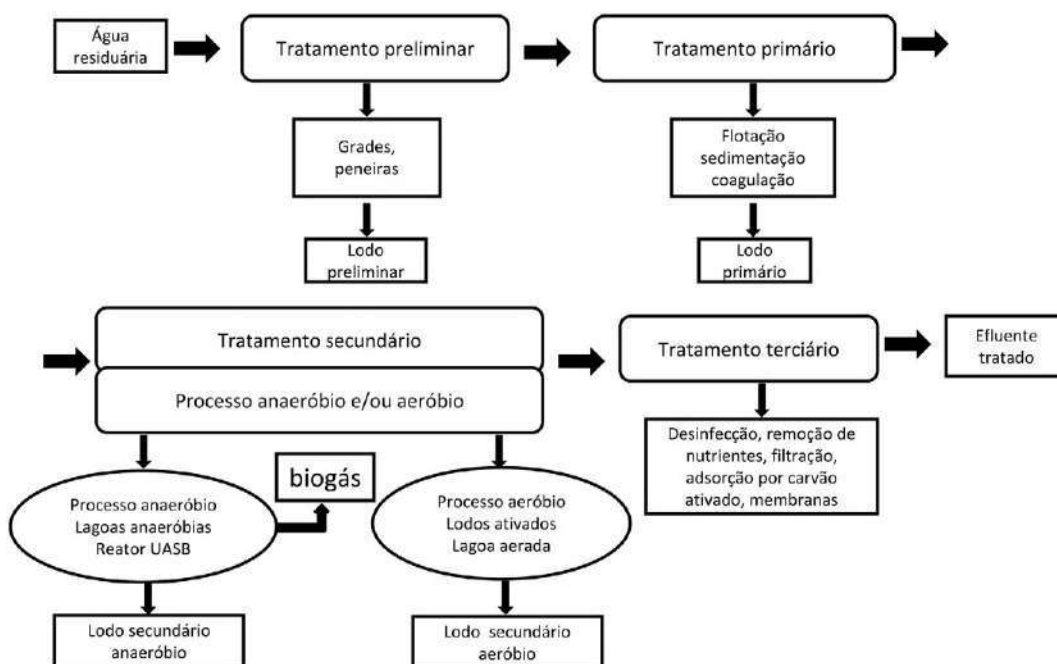 Água
residuária
Tratamento preliminar
Tratamento primário
Grades,
peneiras
Flotação
sedimentação
coagulação
Lodo
preliminar
Lodo
primário
Tratamento secundário
Processo anaeróbio e/ou aeróbio
Tratamento terciário
Efluente
tratado
biogás
Processo anaeróbio
Lagoas anaeróbias
Reator UASB
Processo aeróbio
Lodos ativados
Lagoa aerada
Desinfecção, remoção de
nutrientes, filtração,
adsorção por carvão
ativado, membranas
Lodo secundário
anaeróbio
Lodo secundário
aeróbio